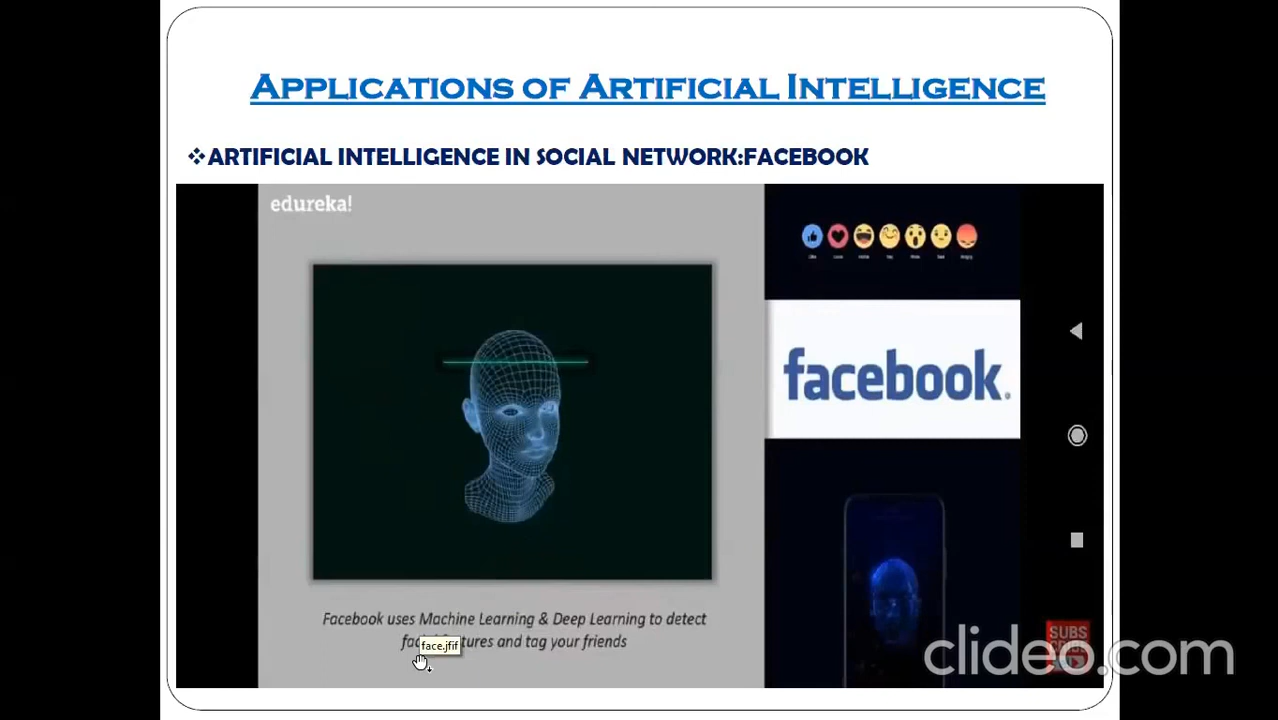 APPLICATIONS OF ARTIFICIAL INTELLIGENCE
❖ARTIFICIAL INTELLIGENCE IN SOCIAL NETWORK:FACEBOOK
edureka!
facebook.
Facebook uses Machine Learning & Deep Learning to detect
and tag your friends
face.jfif
SUBS
clideo.com